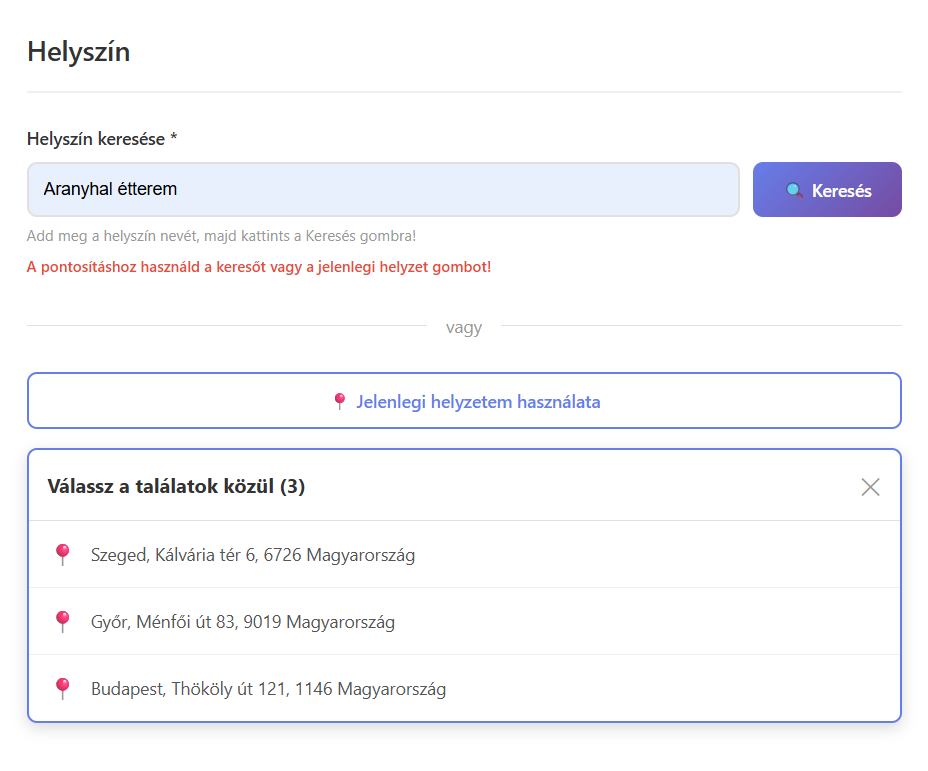 Helyszín
Helyszín keresése *
Aranyhal étterem
Keresés
Add meg a helyszín nevét, majd kattints a Keresés gombra!
A pontosításhoz használd a keresőt vagy a jelenlegi helyzet gombot!
vagy
Jelenlegi helyzetem használata
Válassz a találatok közül (3)
Szeged, Kálvária tér 6, 6726 Magyarország
Győr, Ménfői út 83, 9019 Magyarország
Budapest, Thököly út 121, 1146 Magyarország